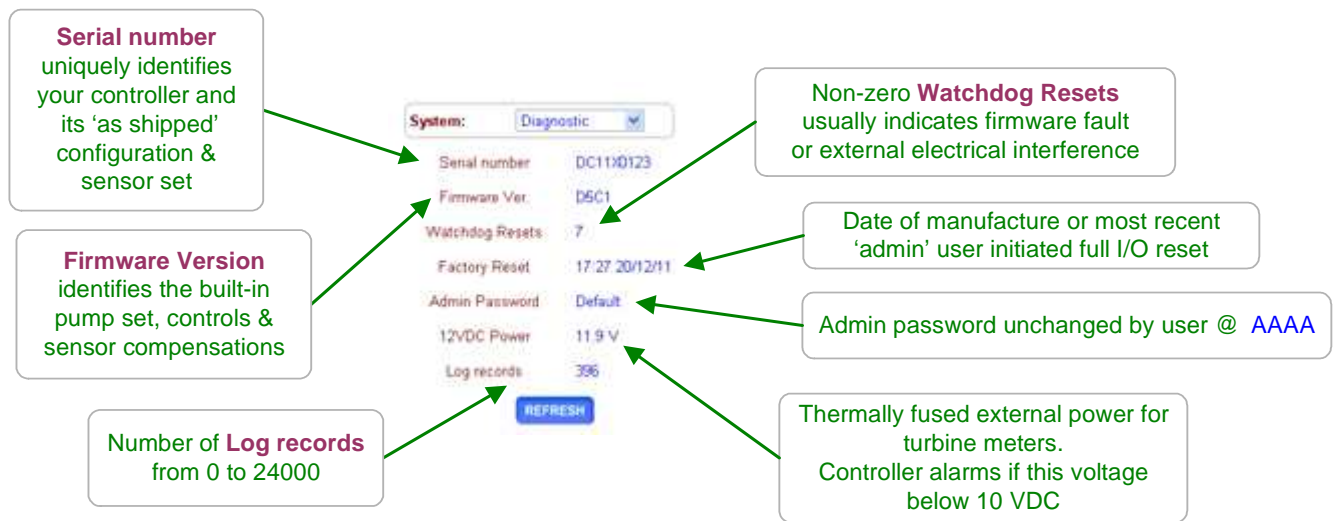 Serial number
uniquely identifies
your controller and
its ‘as shipped’
configuration &
sensor set
Firmware Version
identifies the built-in
pump set, controls &
sensor compensations
Number of Log records
from 0 to 24000
System: Diagnostic
Serial number DC11XD123
Firmware Ver. D5C1
Watchdog Resets 7
Factory Reset 17:27 20/12/11
Admin Password Default
12VDC Power 11.9 V
Log records 396
REFRESH
Non-zero Watchdog Resets
usually indicates firmware fault
or external electrical interference
Date of manufacture or most recent
‘admin’ user initiated full I/O reset
Admin password unchanged by user @ AAAA
Thermally fused external power for
turbine meters.
Controller alarms if this voltage
below 10 VDC